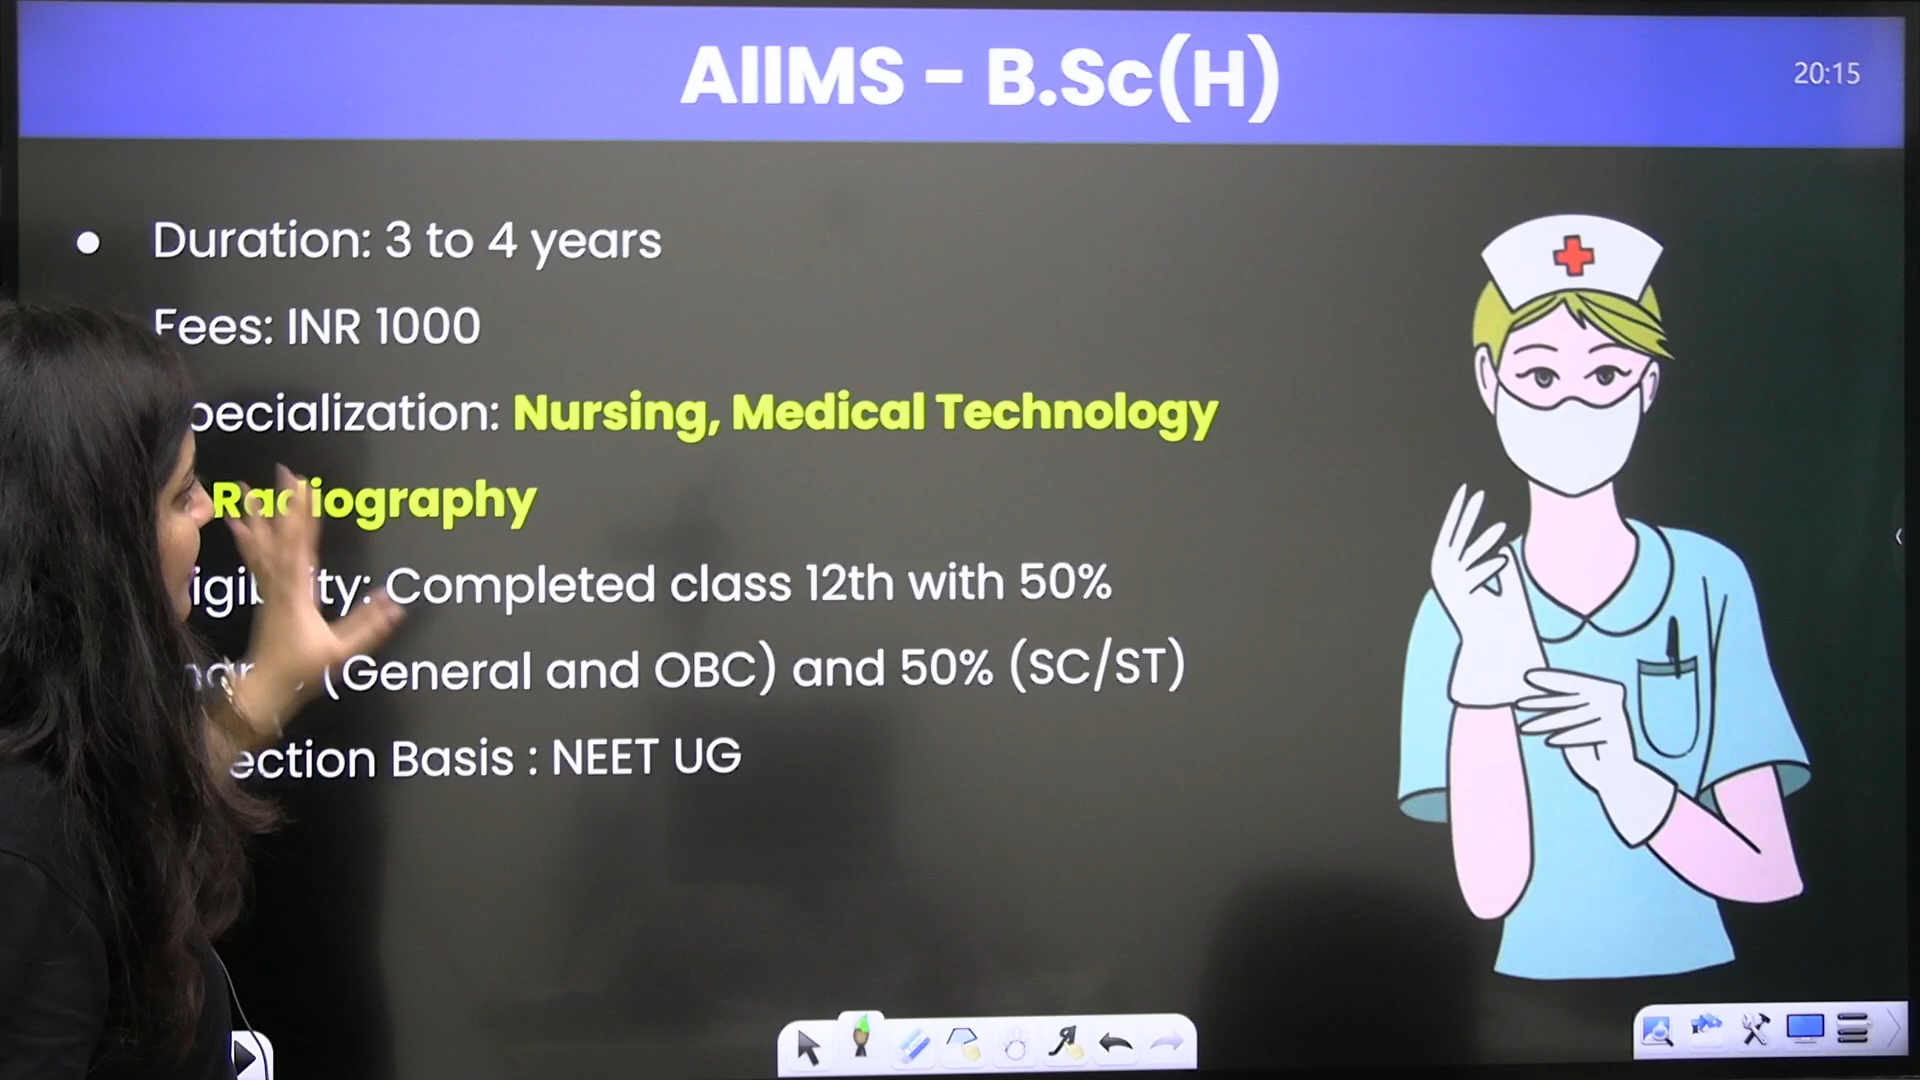 AIIMS - B.Sc(H)
20:15
Duration: 3 to 4 years
Fees: INR 1000
pecialization: Nursing, Medical Technology
Radiography
Completed class 12th with 50%
(General and OBC) and 50% (SC/ST)
ection Basis : NEET UG